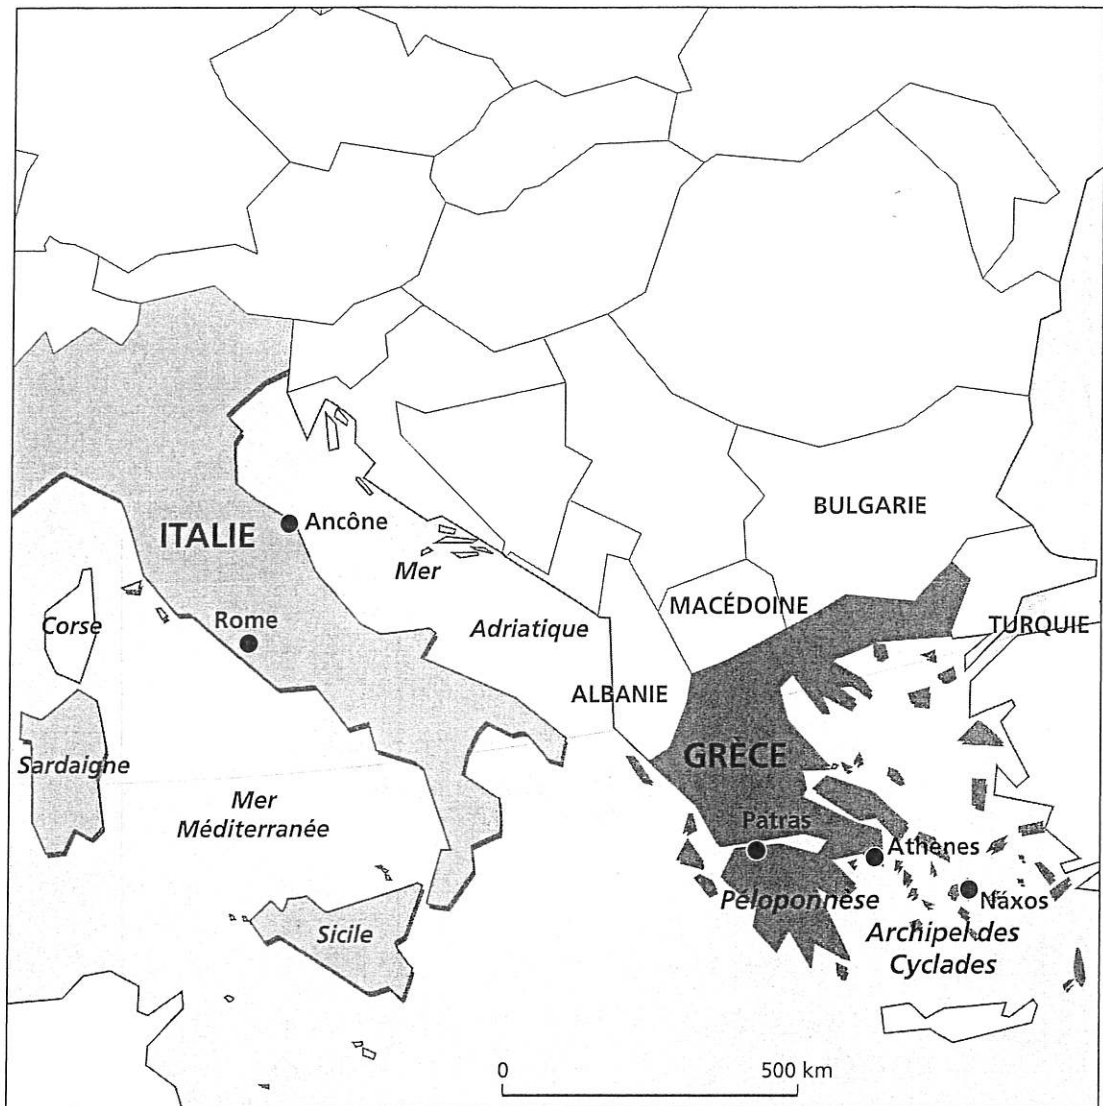 BULGARIE
ITALIE
Ancône
Mer
Adriatique
MACÉDOINE
Corse
Rome
TURQUIE
ALBANIE
Sardaigne
GRÈCE
Mer
Méditerranée
Patras
Athènes
Péloponnèse
Náxos
Sicile
Archipel des
Cyclades
0 500 km